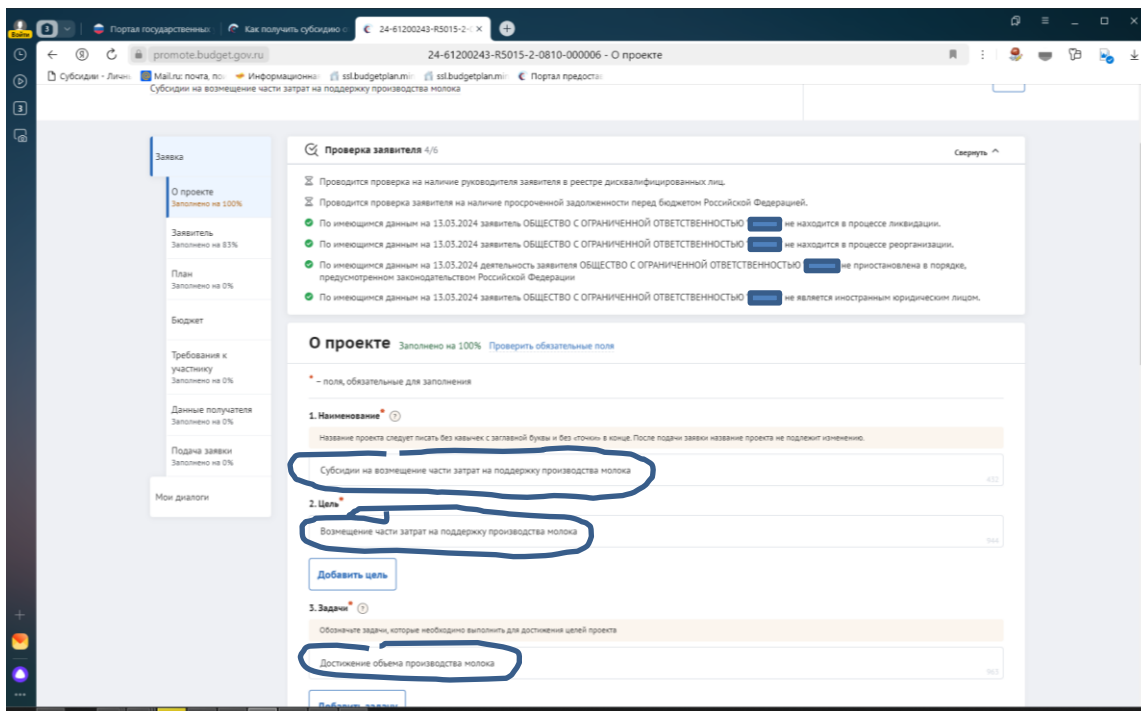 Войти
3
Портал государственных
Как получить субсидию о
24-61200243-R5015-2-
promote.budget.gov.ru
24-61200243-R5015-2-0810-000006 - О проекте
Субсидии - Личн
Mail.ru: почта, по
Информационна
ssl.budgetplan.min
ssl.budgetplan.min
Портал предостав
3
Субсидии на возмещение части затрат на поддержку производства молока
Заявка
О проекте
Заполнено на 100%
Заявитель
Заполнено на 83%
План
Заполнено на 0%
Бюджет
Требования к
участнику
Заполнено на 0%
Данные получателя
Заполнено на 0%
Подача заявки
Заполнено на 0%
Мои диалоги
Проверка заявителя 4/6
Свернуть
Проводится проверка на наличие руководителя заявителя в реестре дисквалифицированных лиц.
Проводится проверка заявителя на наличие просроченной задолженности перед бюджетом Российской Федерацией.
По имеющимся данным на 13.03.2024 заявитель ОБЩЕСТВО С ОГРАНИЧЕННОЙ ОТВЕТСТВЕННОСТЬЮ не находится в процессе ликвидации.
По имеющимся данным на 13.03.2024 заявитель ОБЩЕСТВО С ОГРАНИЧЕННОЙ ОТВЕТСТВЕННОСТЬЮ не находится в процессе реорганизации.
По имеющимся данным на 13.03.2024 деятельность заявителя ОБЩЕСТВО С ОГРАНИЧЕННОЙ ОТВЕТСТВЕННОСТЬЮ не приостановлена в порядке,
предусмотренном законодательством Российской Федерации
По имеющимся данным на 13.03.2024 заявитель ОБЩЕСТВО С ОГРАНИЧЕННОЙ ОТВЕТСТВЕННОСТЬЮ не является иностранным юридическим лицом.
О проекте Заполнено на 100% Проверить обязательные поля
* – поля, обязательные для заполнения
1. Наименование*
Название проекта следует писать без кавычек с заглавной буквы и без «точки» в конце. После подачи заявки название проекта не подлежит изменению.
Субсидии на возмещение части затрат на поддержку производства молока
432
2. Цель*
Возмещение части затрат на поддержку производства молока
944
Добавить цель
3. Задачи*
Обозначьте задачи, которые необходимо выполнить для достижения целей проекта
Достижение объема производства молока
963
Добавить задачу